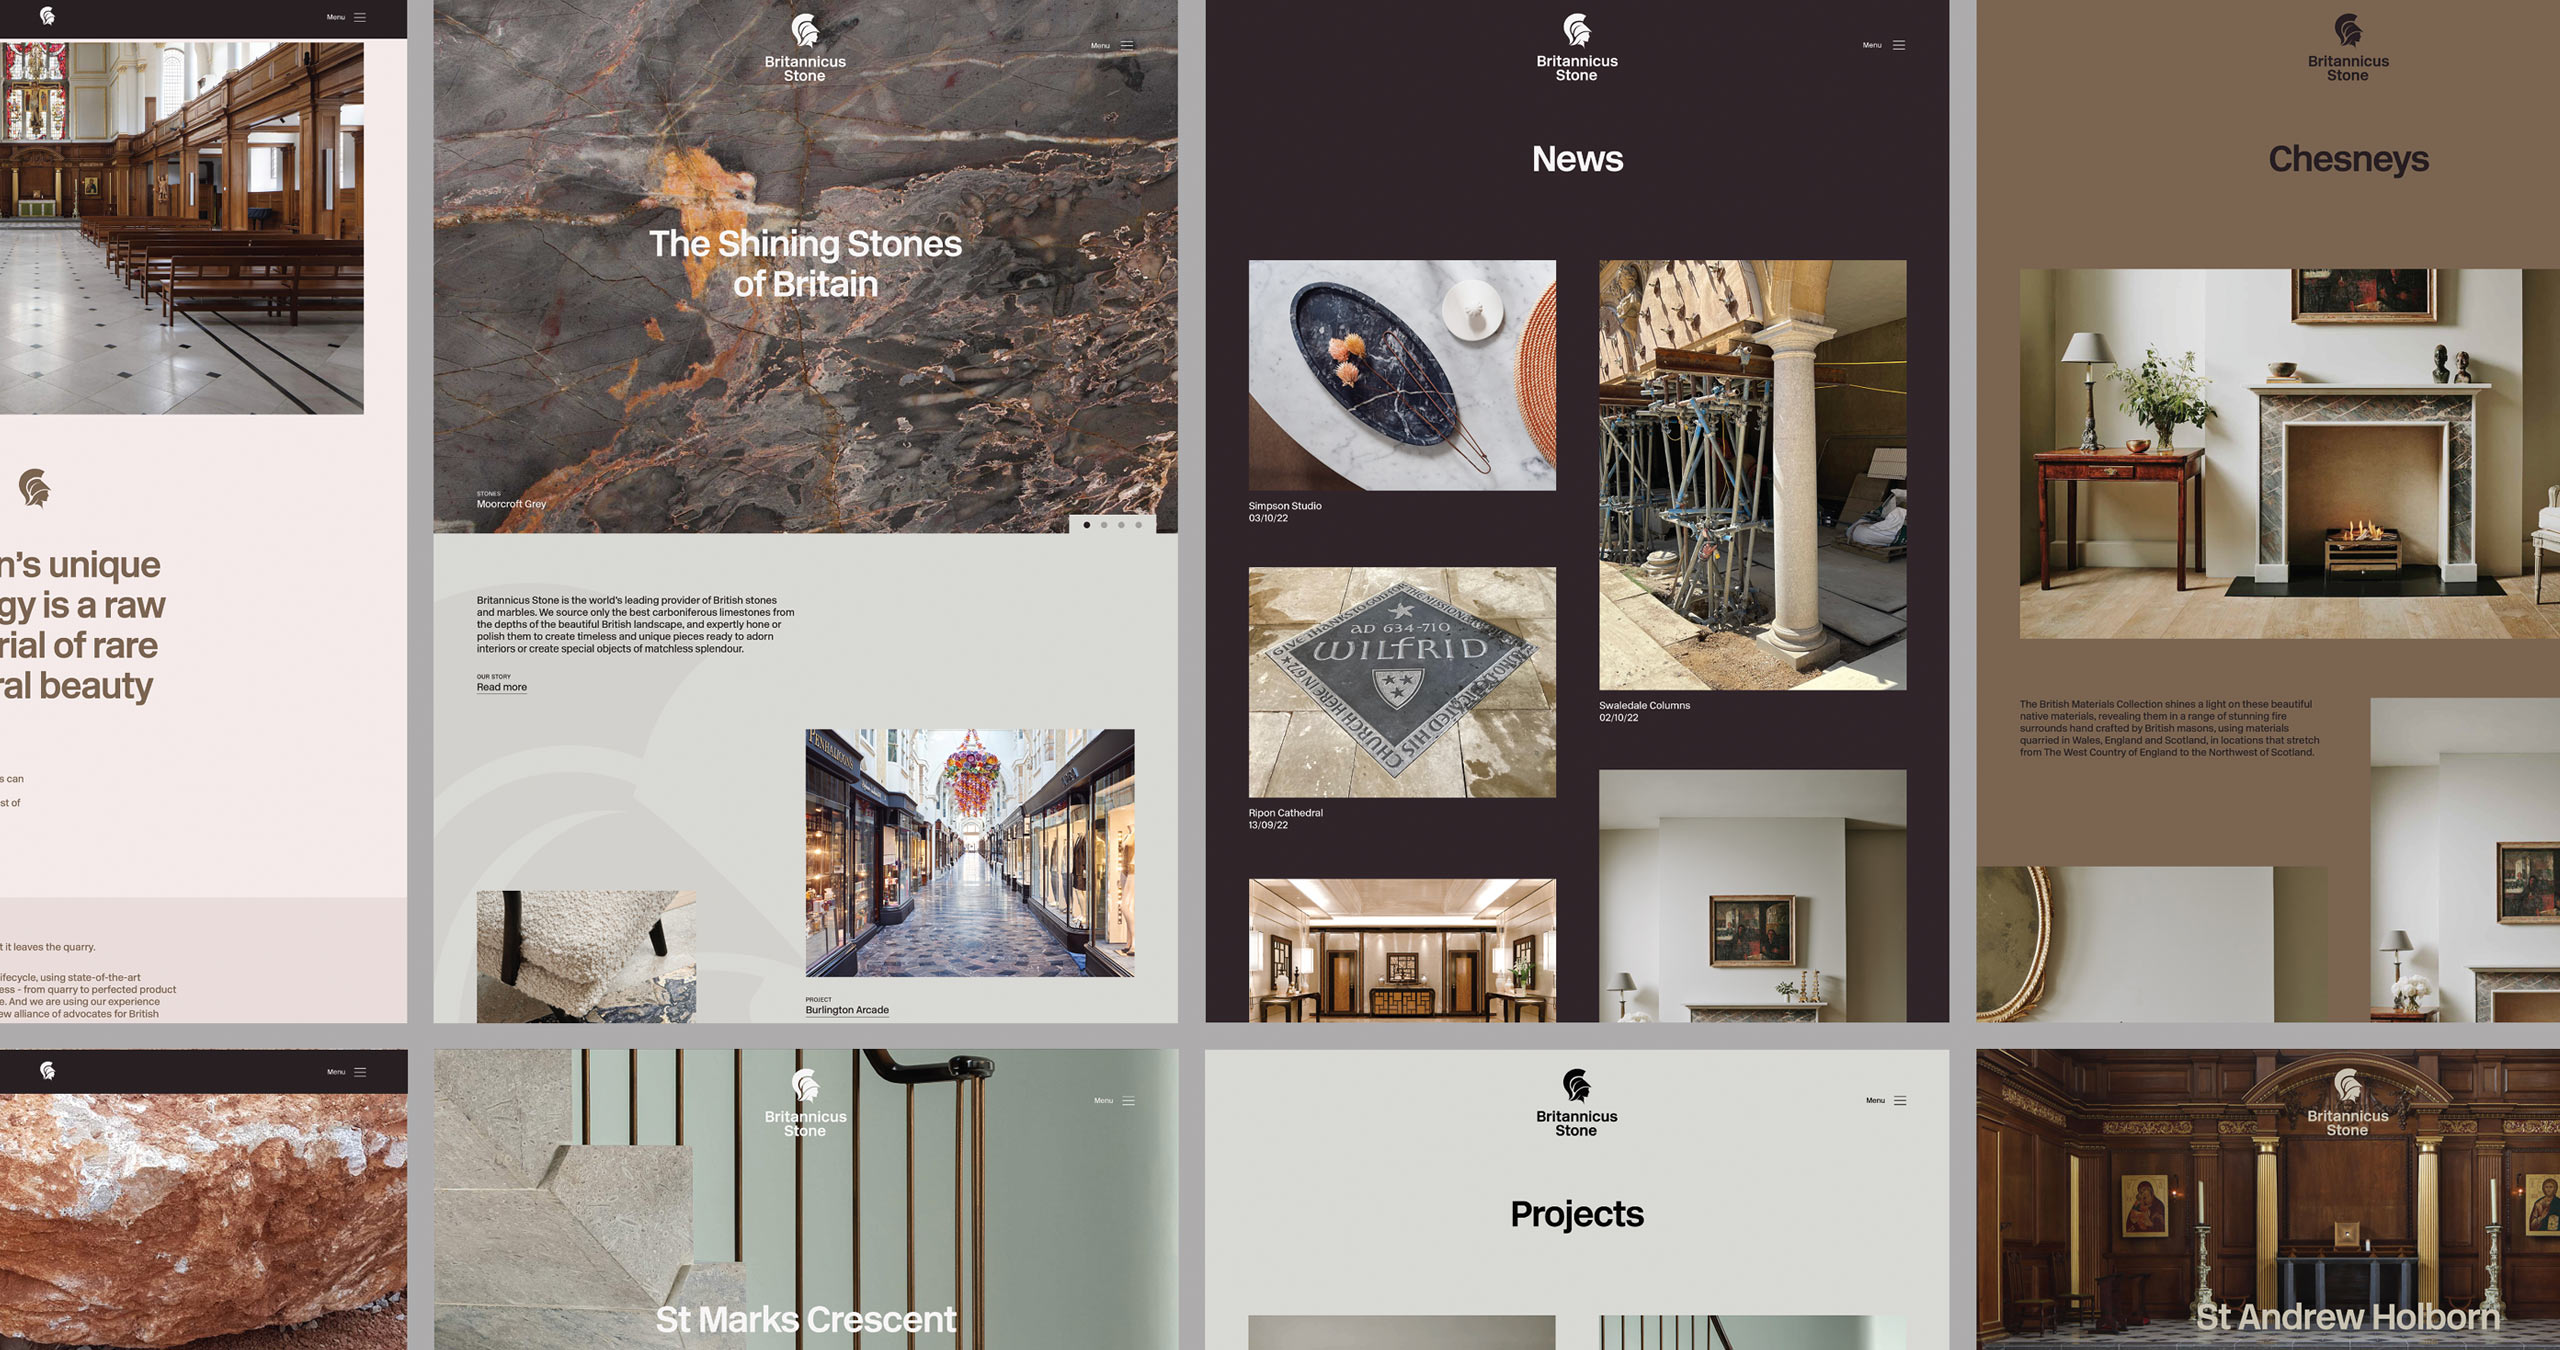 Menu
n's unique
gy is a raw
rial of rare
ral beauty
s can
st of
t it leaves the quarry.
ifecycle, using state-of-the-art
ess - from quarry to perfected product
e. And we are using our experience
ew alliance of advocates for British
Britannicus
Stone
Menu
The Shining Stones
of Britain
STONES
Moorcroft Grey
Britannicus Stone is the world's leading provider of British stones
and marbles. We source only the best carboniferous limestones from
the depths of the beautiful British landscape, and expertly hone or
polish them to create timeless and unique pieces ready to adorn
interiors or create special objects of matchless splendour.
OUR STORY
Read more
PENHALIGON'S
PROJECT
Burlington Arcade
Britannicus
Stone
Menu
News
Simpson Studio
03/10/22
AD 634-710
WILFRID
CHURCH HERE IN 672
Ripon Cathedral
13/09/22
Swaledale Columns
02/10/22
Britannicus
Stone
Chesneys
The British Materials Collection shines a light on these beautiful
native materials, revealing them in a range of stunning fire
surrounds hand crafted by British masons, using materials
quarried in Wales, England and Scotland, in locations that stretch
from The West Country of England to the Northwest of Scotland.
Menu
Britannicus
Stone
Menu
St Marks Crescent
Britannicus
Stone
Menu
Projects
Britannicus
Stone
St Andrew Holborn